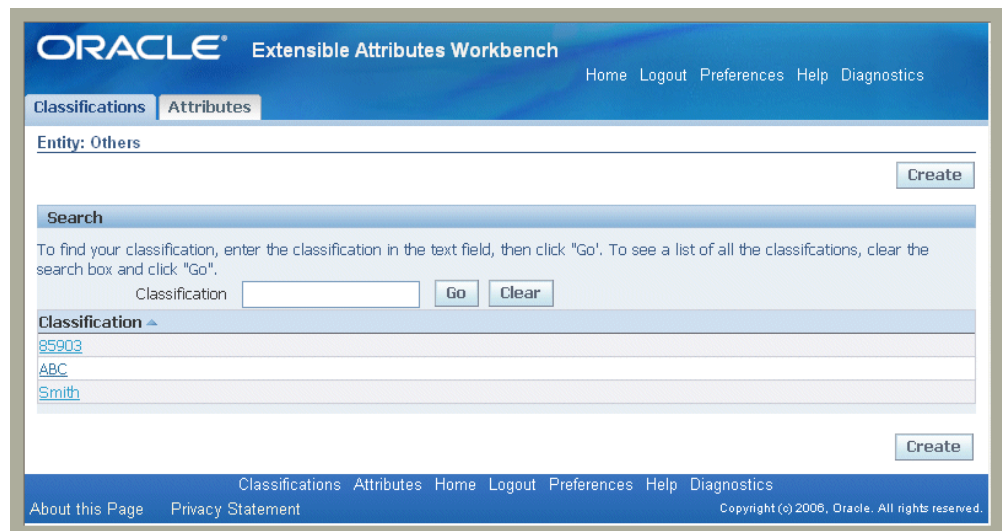 ORACLE® Extensible Attributes Workbench
Home Logout Preferences Help Diagnostics
Classifications Attributes
Entity: Others
Create
Search
To find your classification, enter the classification in the text field, then click "Go'. To see a list of all the classifcations, clear the
search box and click "Go".
Classification Go Clear
Classification
85903
ABC
Smith
Create
Classifications Attributes Home Logout Preferences Help Diagnostics
About this Page Privacy Statement Copyright (c) 2006, Oracle. All rights reserved.